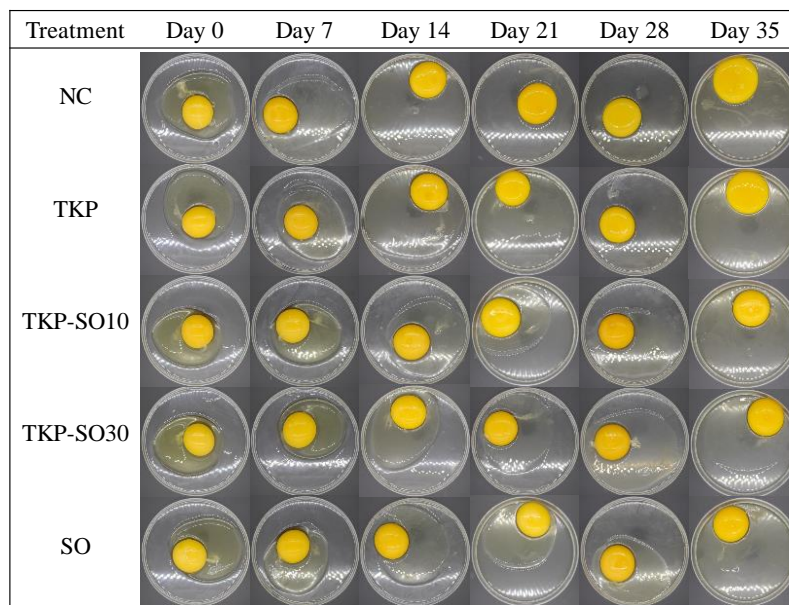 Treatment Day 0 Day 7 Day 14 Day 21 Day 28 Day 35
NC
TKP
TKP-SO10
TKP-SO30
SO